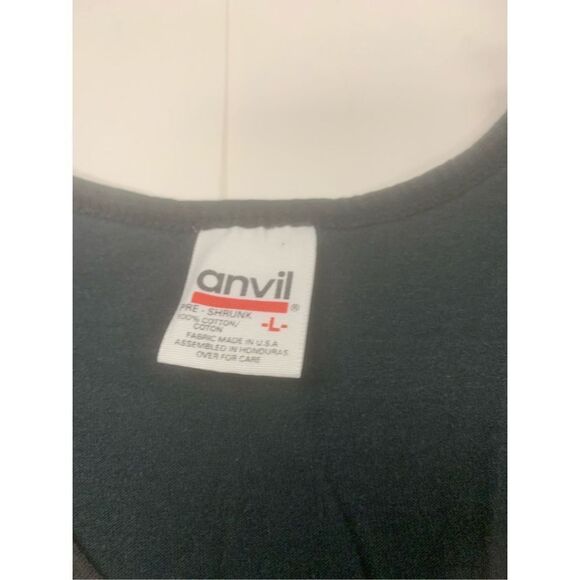 anvil®
PRE - SHRUNK
100% COTTON/
COTON
-L-
FABRIC MADE IN U.S.A
ASSEMBLED IN HONDURAS
OVER FOR CARE